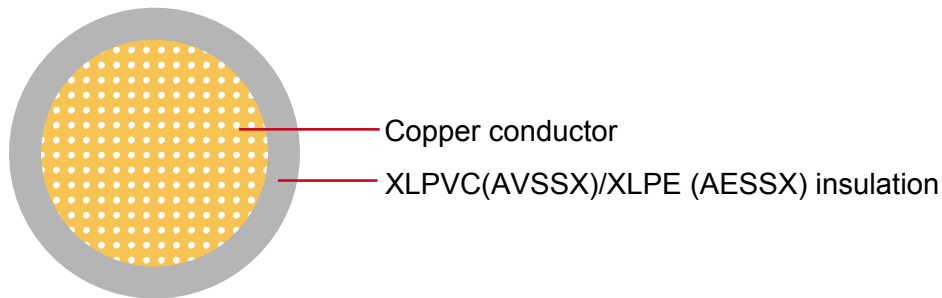 Copper conductor
XLPVC(AVSSX)/XLPE (AESSX) insulation